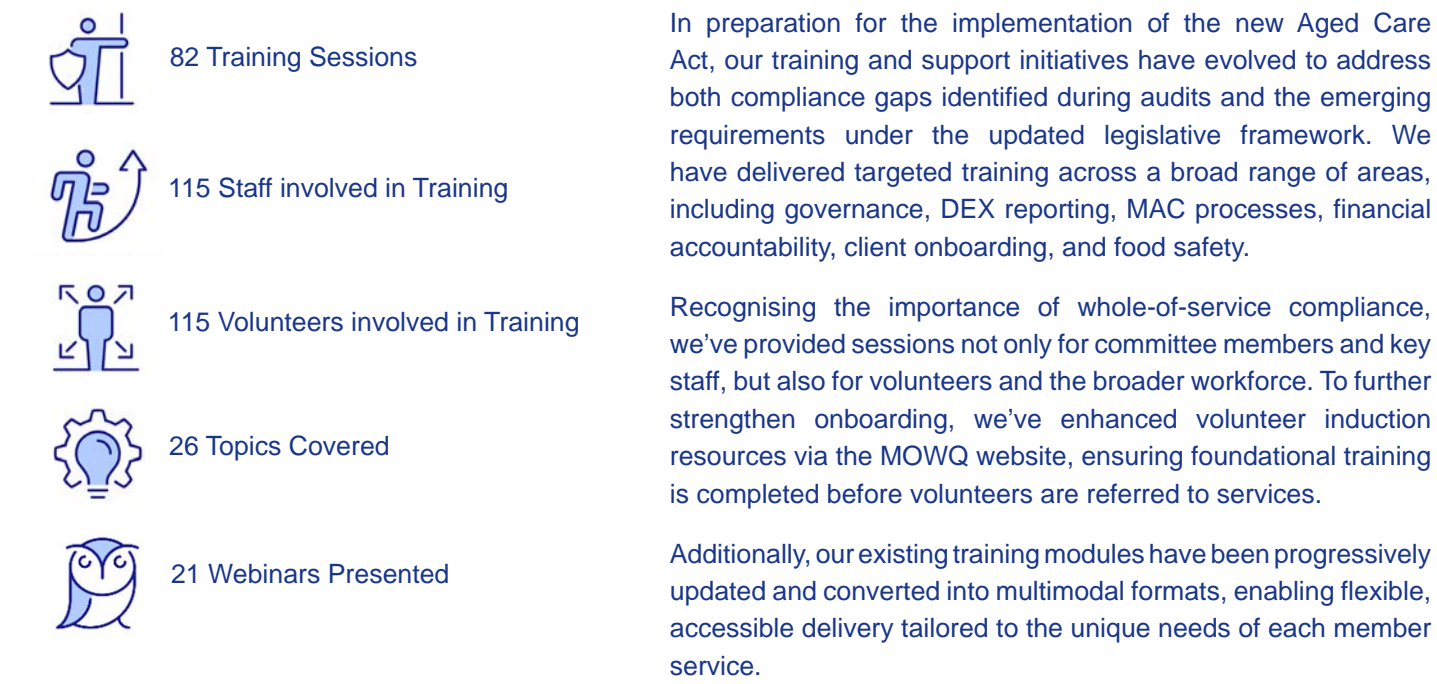 82 Training Sessions
115 Staff involved in Training
115 Volunteers involved in Training
26 Topics Covered
21 Webinars Presented
In preparation for the implementation of the new Aged Care
Act, our training and support initiatives have evolved to address
both compliance gaps identified during audits and the emerging
requirements under the updated legislative framework. We
have delivered targeted training across a broad range of areas,
including governance, DEX reporting, MAC processes, financial
accountability, client onboarding, and food safety.
Recognising the importance of whole-of-service compliance,
we've provided sessions not only for committee members and key
staff, but also for volunteers and the broader workforce. To further
strengthen onboarding, we've enhanced volunteer induction
resources via the MOWQ website, ensuring foundational training
is completed before volunteers are referred to services.
Additionally, our existing training modules have been progressively
updated and converted into multimodal formats, enabling flexible,
accessible delivery tailored to the unique needs of each member
service.